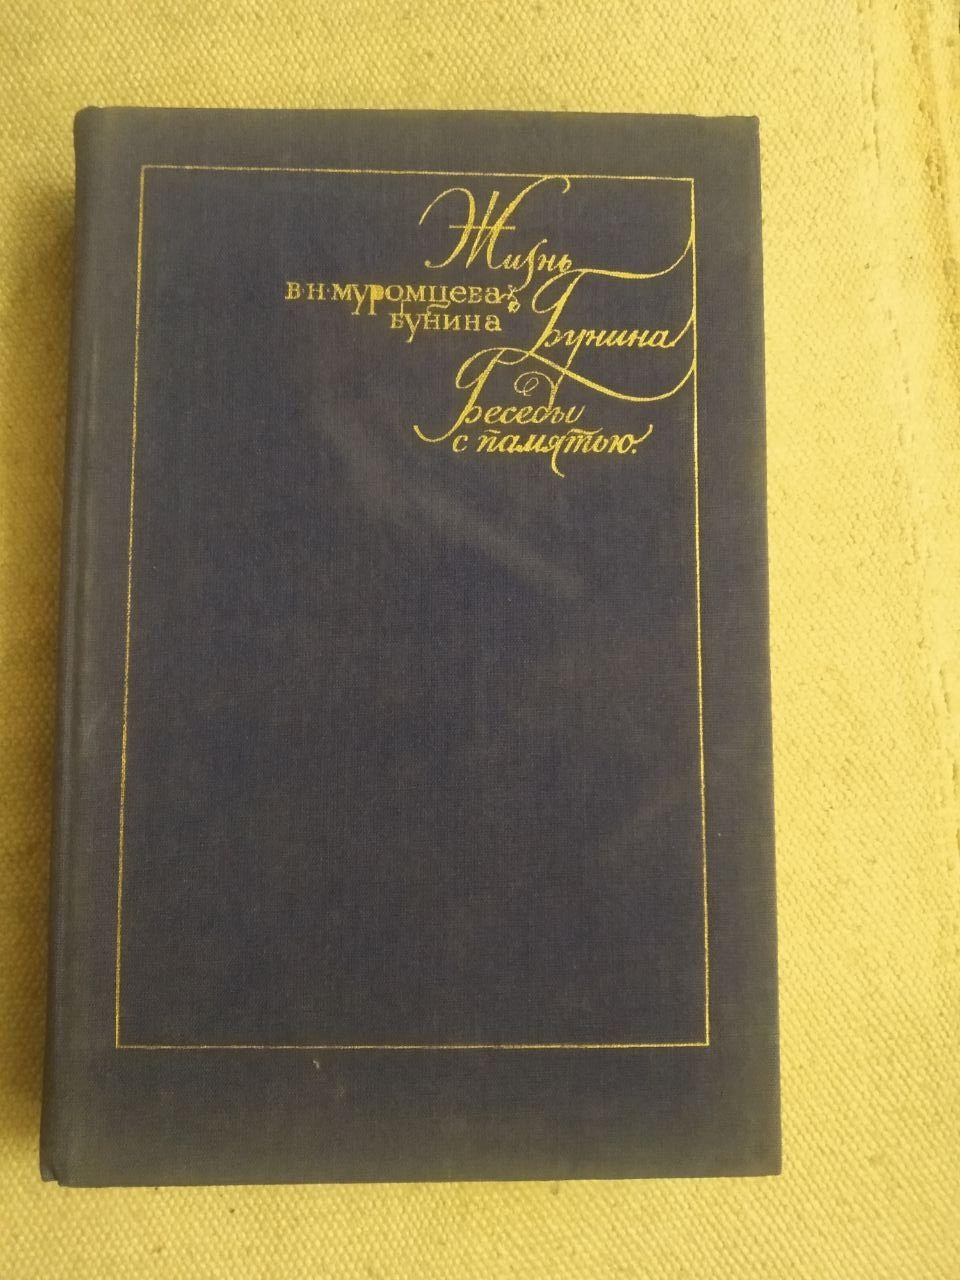 Жизнь
В·Н·МУРОМЦЕВА
БУНИНА
Бунина
Беседы
с памятью.